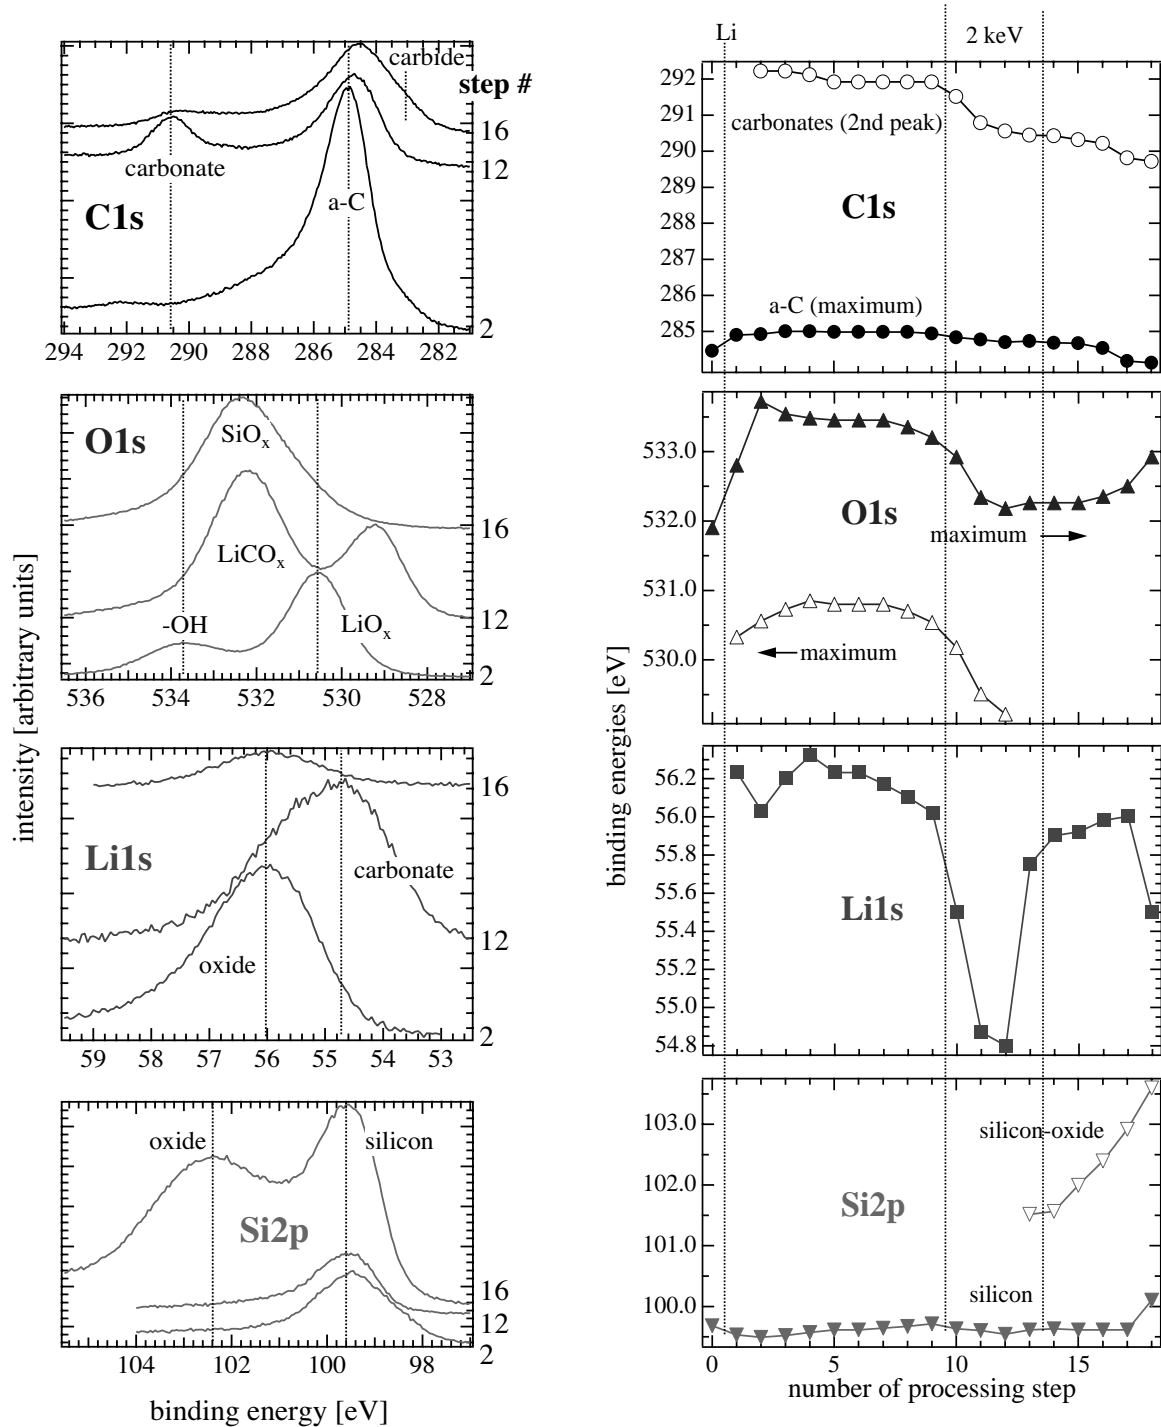 carbide
step #
16
12
carbonate
C1s
a-C
2
294 292 290 288 286 284 282
O1s
SiOx
16
LiCOx
12
-OH
LiOx
2
536 534 532 530 528
16
Li1s
carbonate
12
oxide
2
59 58 57 56 55 54 53
oxide
silicon
Si2p
16
12
2
104 102 100 98
binding energy [eV]
intensity [arbitrary units]
Li
2 keV
292
291
290
289
288
287
286
285
carbonates (2nd peak)
C1s
a-C (maximum)
533.0
532.0
531.0
530.0
O1s
maximum
maximum
56.2
56.0
55.8
55.6
55.4
55.2
55.0
54.8
Li1s
103.0
102.0
101.0
100.0
silicon-oxide
Si2p
silicon
0 5 10 15
number of processing step
binding energies [eV]